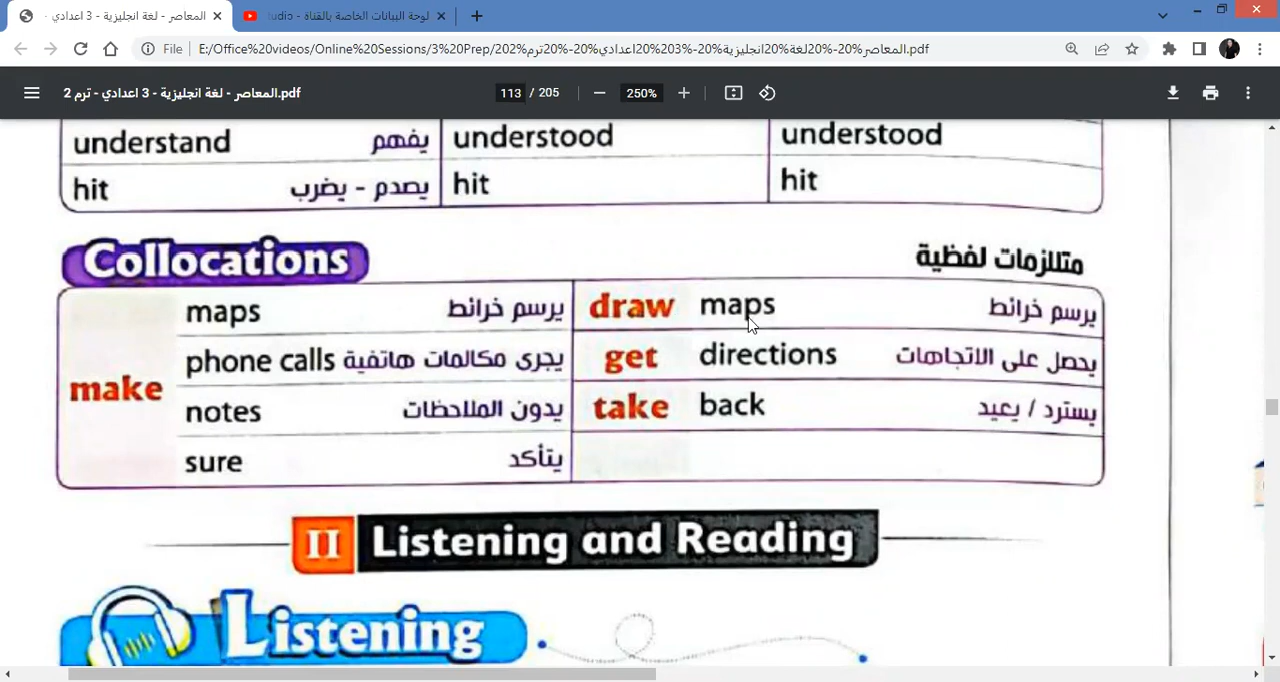 المعاصر - لغة انجليزية - 3 اعدادي -
لوحة البيانات الخاصة بالقناة - udio
File
E:/Office%20videos/Online%20Sessions/3%20Prep/202%المعاصر%20-%20لغة%20انجليزية%20-%203%20اعدادي%20-%20ترم%202.pdf
المعاصر - لغة انجليزية - 3 اعدادي - ترم 2.pdf
113 / 205
250%
understand يفهم understood understood
hit يصدم - يضرب hit hit
Collocations متلازمات لفظية
make
maps يرسم خرائط
phone calls يجرى مكالمات هاتفية
notes يدون الملاحظات
sure يتأكد
draw maps يرسم خرائط
get directions يحصل على الاتجاهات
take back يسترد / يعيد
II Listening and Reading
Listening